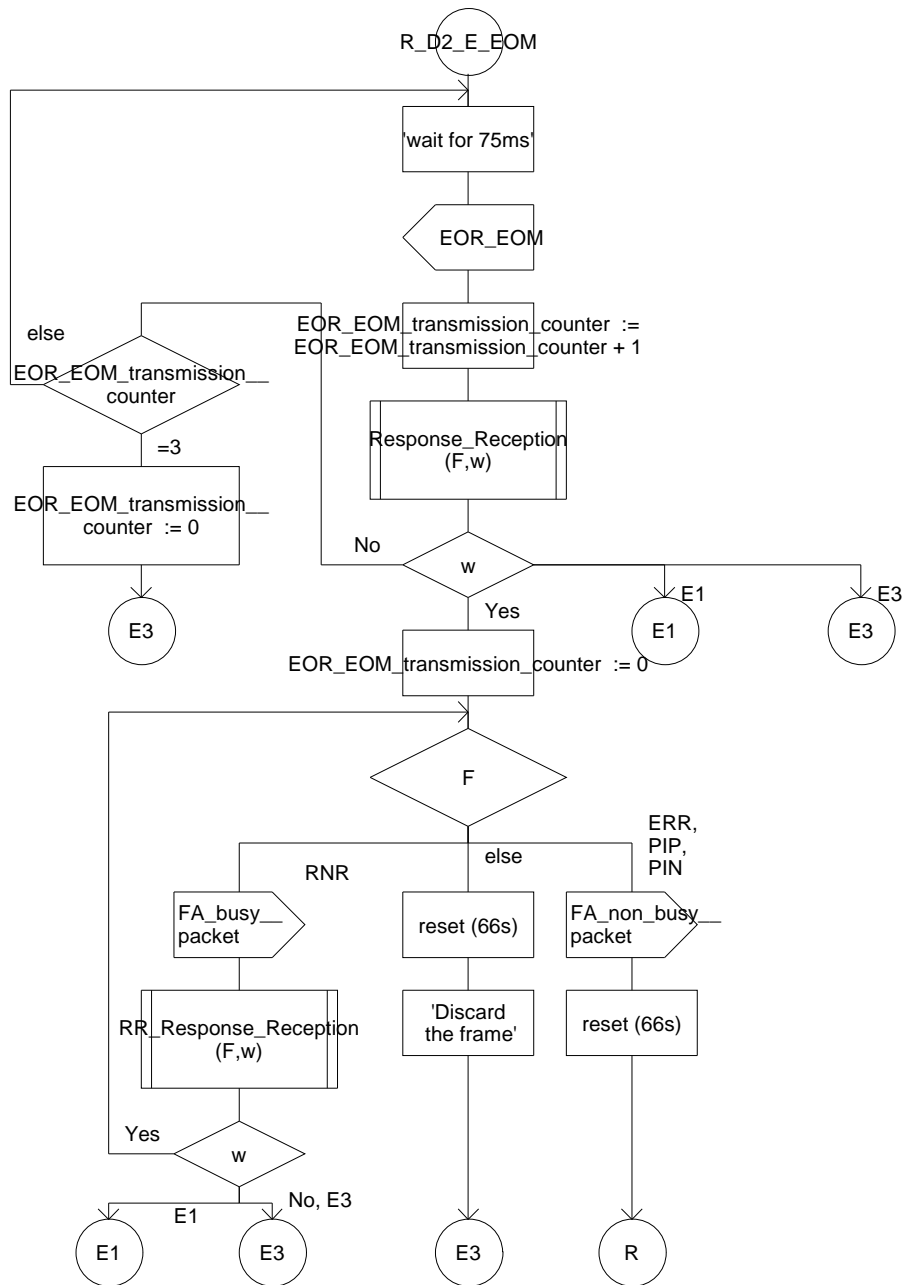 R_D2_E_EOM
'wait for 75ms'
EOR_EOM
EOR_EOM_transmission_counter :=
EOR_EOM_transmission_counter + 1
else
EOR_EOM_transmission__
counter
=3
Response_Reception
(F,w)
EOR_EOM_transmission__
counter := 0
No
w
Yes
E1
E3
E3
E1
E3
EOR_EOM_transmission_counter := 0
F
ERR,
PIP,
PIN
else
RNR
FA_busy__
packet
reset (66s)
FA_non_busy__
packet
RR_Response_Reception
(F,w)
'Discard
the frame'
reset (66s)
Yes
w
No, E3
E1
E1
E3
E3
R